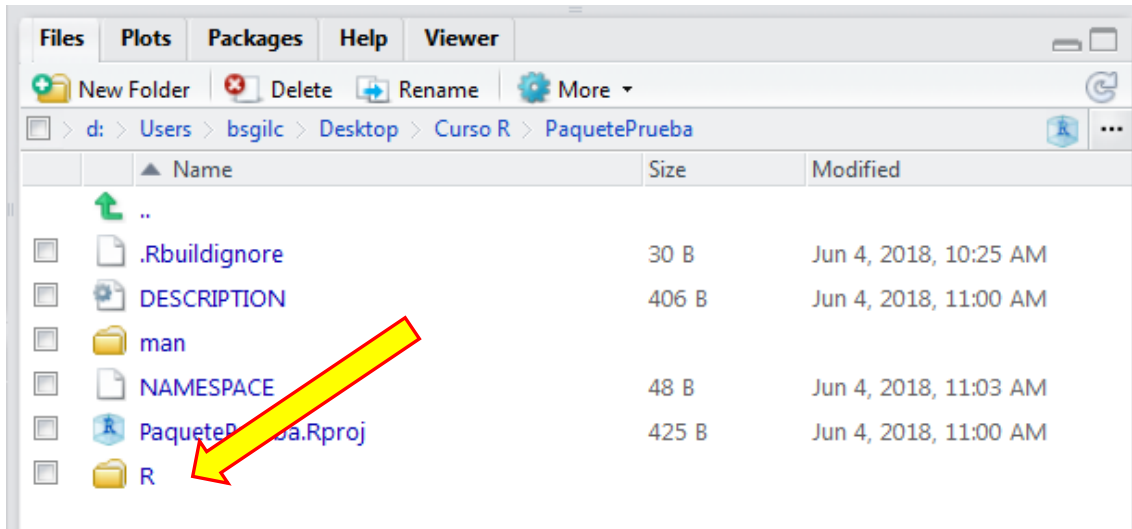 Files Plots Packages Help Viewer
New Folder Delete Rename More
d: > Users > bsgilc > Desktop > Curso R > PaquetePrueba R ...
Name Size Modified
..
.Rbuildignore 30 B Jun 4, 2018, 10:25 AM
DESCRIPTION 406 B Jun 4, 2018, 11:00 AM
man
NAMESPACE 48 B Jun 4, 2018, 11:03 AM
R 425 B Jun 4, 2018, 11:00 AM
R